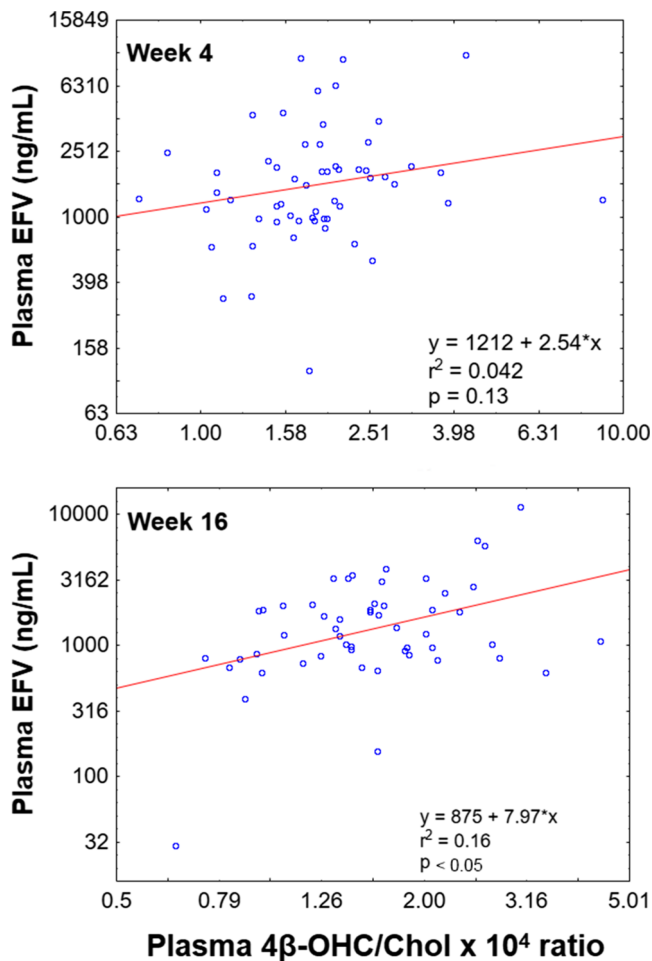 15849
Week 4
6310
2512
1000
398
158
63
Plasma EFV (ng/mL)
y = 1212 + 2.54*x
r² = 0.042
p = 0.13
0.63 1.00 1.58 2.51 3.98 6.31 10.00
Week 16
10000
3162
1000
316
100
32
Plasma EFV (ng/mL)
y = 875 + 7.97*x
r² = 0.16
p < 0.05
0.5 0.79 1.26 2.00 3.16 5.01
Plasma 4β-OHC/Chol x 10⁴ ratio